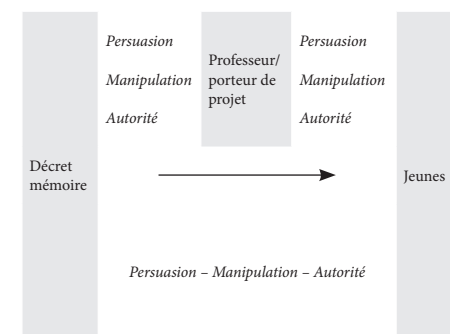 Persuasion
Manipulation
Autorité
Professeur/
porteur de
projet
Persuasion
Manipulation
Autorité
Décret
mémoire
Jeunes
Persuasion – Manipulation – Autorité